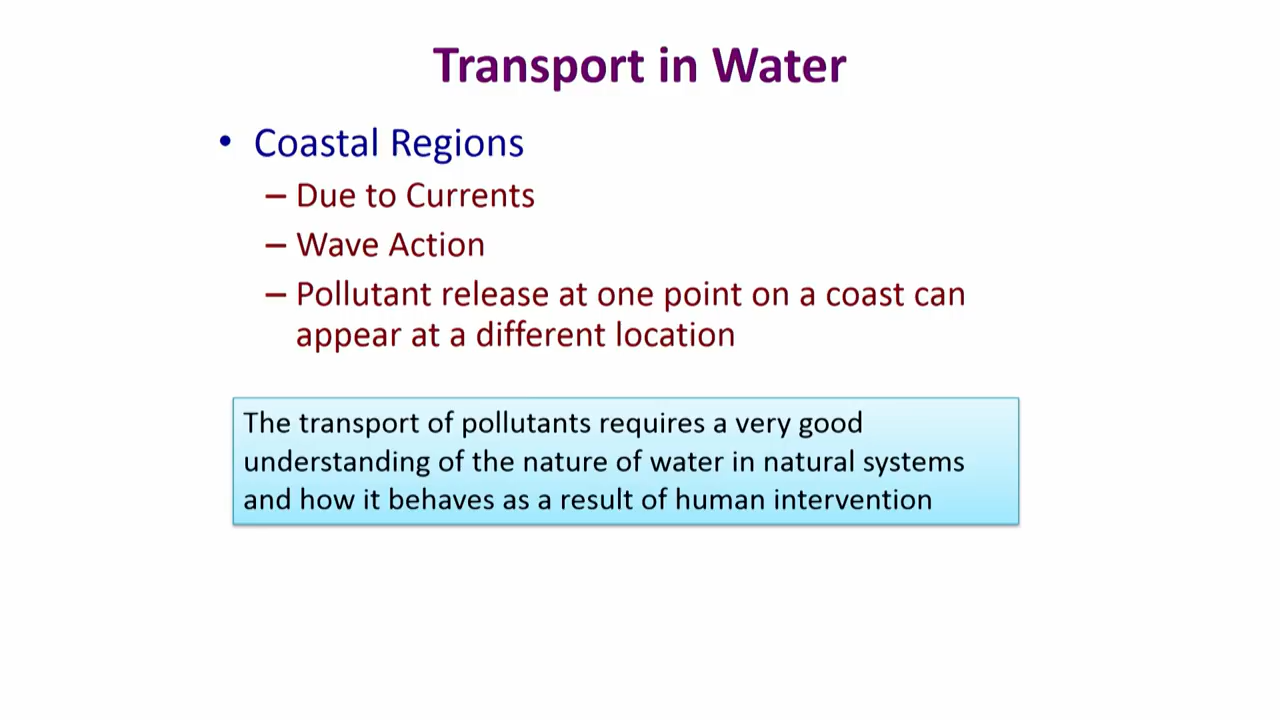 Transport in Water
• Coastal Regions
– Due to Currents
– Wave Action
– Pollutant release at one point on a coast can
appear at a different location
The transport of pollutants requires a very good
understanding of the nature of water in natural systems
and how it behaves as a result of human intervention